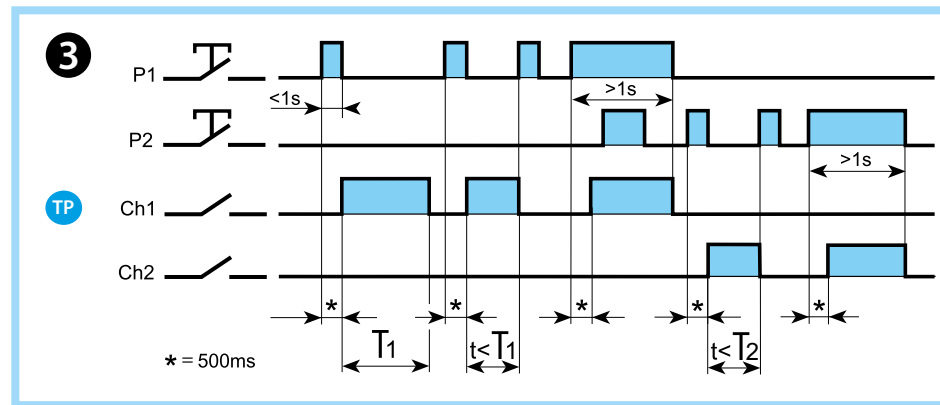 3
P1
<1s
>1s
P2
>1s
TP
Ch1
Ch2
* * * * *
T1 t<T1 t<T2
* = 500ms